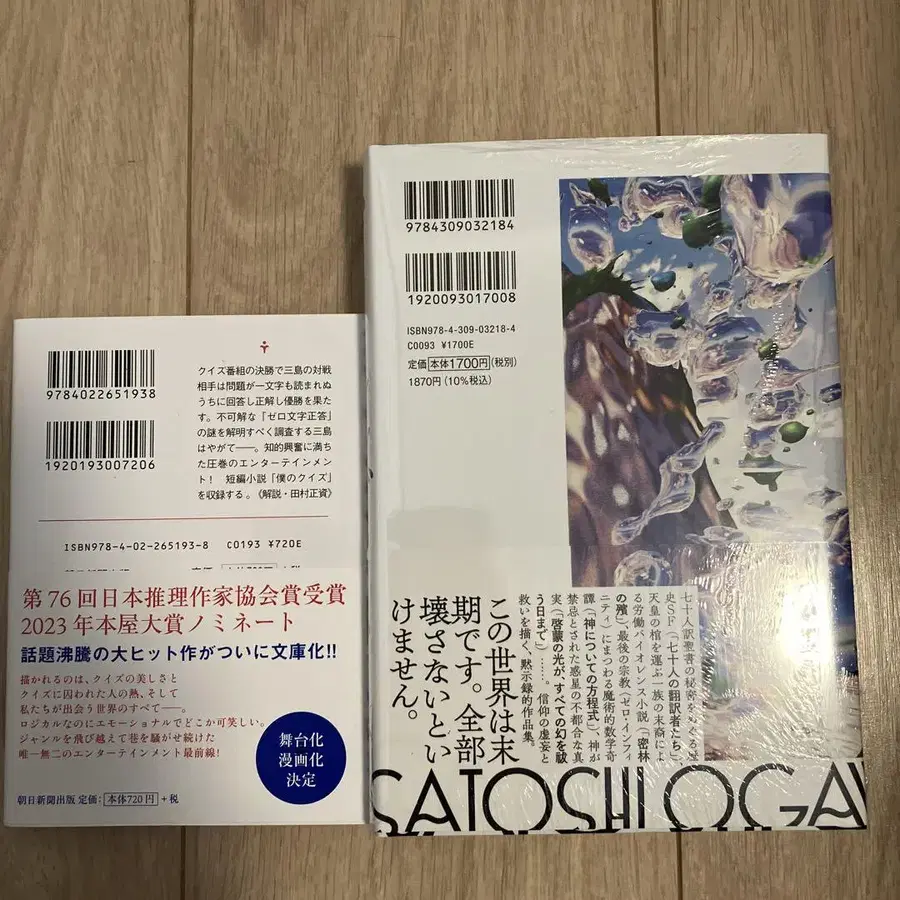 9784022651938
1920193007206
クイズ番組の決勝で三島の対戦
相手は問題が一文字も読まれぬ
うちに回答し正解し優勝を果た
す。不可解な「ゼロ文字正答」
の謎を解明すべく調査する三島
はやがて――。知的興奮に満ち
た圧巻のエンターテインメン
ト! 短編小説「僕のクイズ」
を収録する。《解説・田村正資》
ISBN978-4-02-265193-8 C0193 ¥720E
第76回日本推理作家協会賞受賞
2023年本屋大賞ノミネート
話題沸騰の大ヒット作がついに文庫化!!
描かれるのは、クイズの美しさと
クイズに囚われた人の熱、そして
私たちが出会う世界のすべて――。
ロジカルなのにエモーショナルでどこか可笑しい。
ジャンルを飛び越えて巷を騒がせ続けた
唯一無二のエンターテインメント最前線!
舞台化
漫画化
決定
朝日新聞出版 定価:本体720円 +税
9784309032184
1920093017008
ISBN978-4-309-03218-4
C0093 ¥1700E
定価 本体1700円(税別)
1870円(10%税込)
七十人訳聖書の秘密をめぐる歴
史SF(「七十人の翻訳者たち」)、
天皇の棺を運ぶ一族の末裔によ
る労働バイオレンス小説(「密林
の殯」)、最後の宗教(ゼロ・インフィ
ニティ)にまつわる魔術的数学奇
譚(「神についての方程式」)、神が
禁忌とされた惑星の不都合な真
実(「啓蒙の光が、すべての幻を祓
う日まで」)……。信仰の虚妄と
救いを描く、黙示録的作品集。
この世界は末
期です。全部
壊さないとい
けません。
SATOSHI OGAW